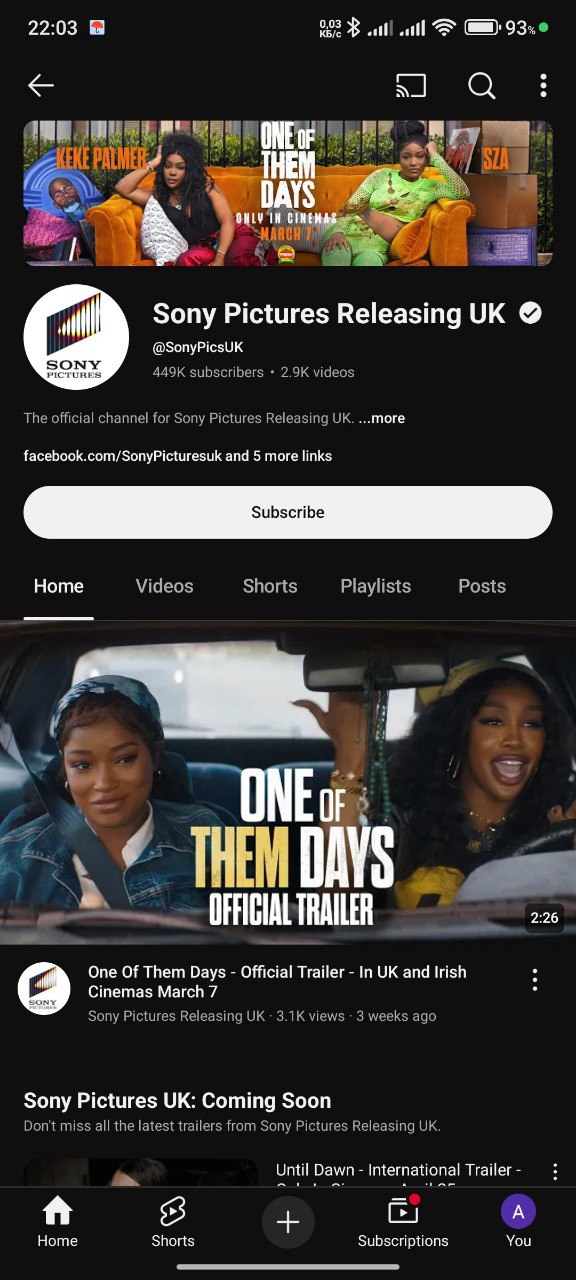 22:03
0,03
КБ/с
93%
KEKE PALMER
ONE OF
THEM
DAYS
ONLY IN CINEMAS
MARCH 7
SZA
SONY
PICTURES
Sony Pictures Releasing UK
@SonyPicsUK
449K subscribers • 2.9K videos
The official channel for Sony Pictures Releasing UK. ...more
facebook.com/SonyPicturesuk and 5 more links
Subscribe
Home Videos Shorts Playlists Posts
ONE OF
THEM DAYS
OFFICIAL TRAILER
2:26
SONY
One Of Them Days - Official Trailer - In UK and Irish
Cinemas March 7
Sony Pictures Releasing UK · 3.1K views · 3 weeks ago
Sony Pictures UK: Coming Soon
Don't miss all the latest trailers from Sony Pictures Releasing UK.
Until Dawn - International Trailer -
A
Home Shorts Subscriptions You